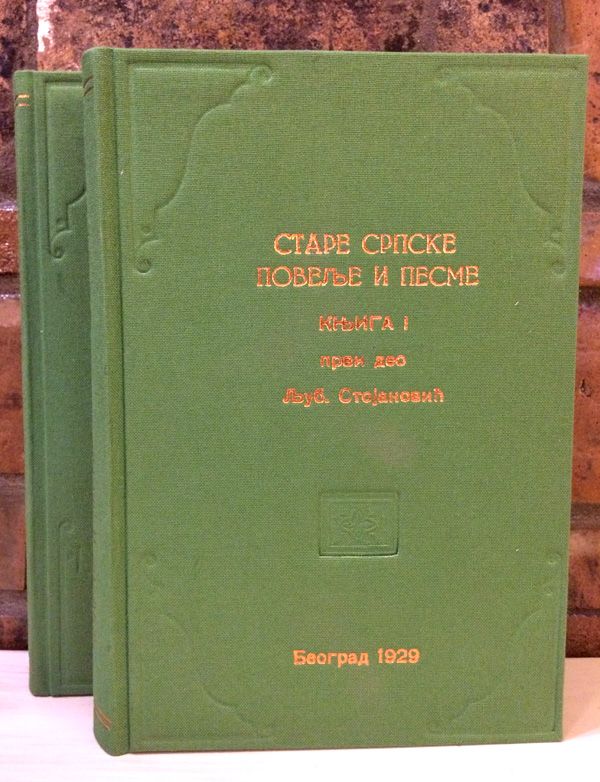 СТАРЕ СРПСКЕ
ПОВЕЉЕ И ПЕСМЕ
КЊИГА I
први део
Љуб. Стојановић
Београд 1929